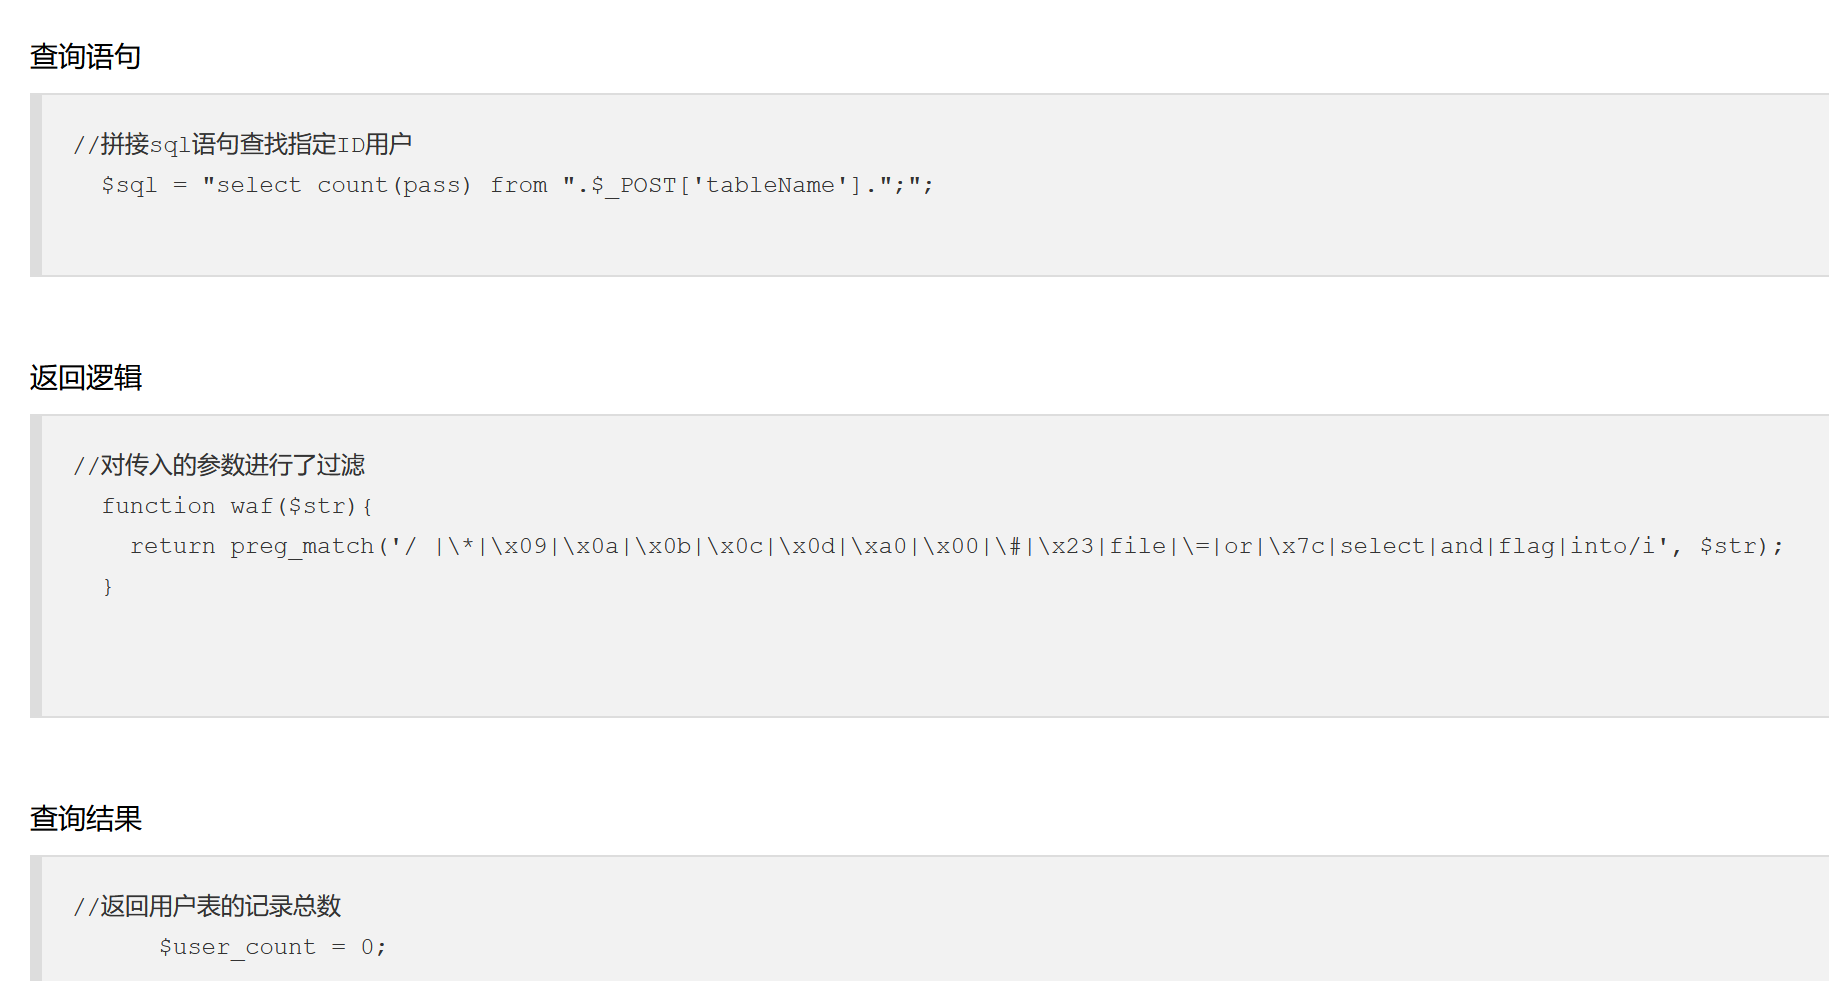 查询语句
//拼接sql语句查找指定ID用户
$sql = "select count(pass) from ".$_POST['tableName'].";";
返回逻辑
//对传入的参数进行了过滤
function waf($str){
return preg_match('/ |\*|\x09|\x0a|\x0b|\x0c|\x0d|\xa0|\x00|\#|\x23|file|\=|or|\x7c|select|and|flag|into/i', $str);
}
查询结果
//返回用户表的记录总数
$user_count = 0;